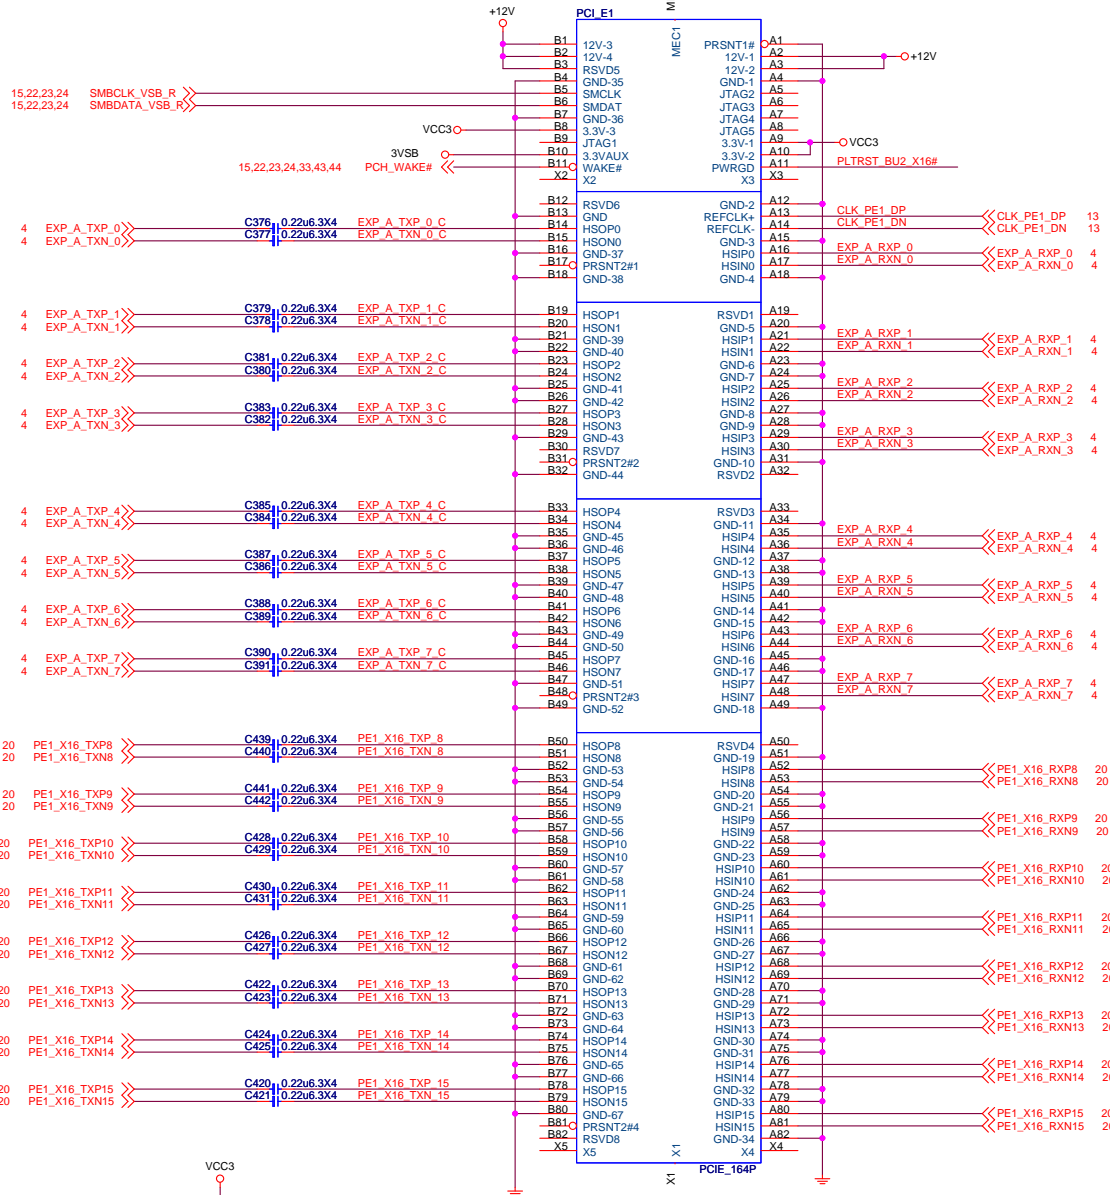 +12V PCI_E1 MEC1 M
B1 12V-3 PRSNT1# A1
B2 12V-4 12V-1 A2 +12V
B3 RSVD5 12V-2 A3
B4 GND-35 GND-1 A4
15,22,23,24 SMBCLK_VSB_R B5 SMCLK JTAG2 A5
15,22,23,24 SMBDATA_VSB_R B6 SMDAT JTAG3 A6
B7 GND-36 JTAG4 A7
VCC3 B8 3.3V-3 JTAG5 A8
B9 JTAG1 3.3V-1 A9 VCC3
3VSB B10 3.3VAUX 3.3V-2 A10
15,22,23,24,33,43,44 PCH_WAKE# B11 WAKE# PWRGD A11 PLTRST_BU2_X16#
X2 X2 X3 X3
B12 RSVD6 GND-2 A12
B13 GND REFCLK+ A13 CLK_PE1_DP CLK_PE1_DP 13
4 EXP_A_TXP_0 C376 0.22u6.3X4 EXP_A_TXP_0_C B14 HSOP0 REFCLK- A14 CLK_PE1_DN CLK_PE1_DN 13
4 EXP_A_TXN_0 C377 0.22u6.3X4 EXP_A_TXN_0_C B15 HSON0 GND-3 A15
B16 GND-37 HSIP0 A16 EXP_A_RXP_0 EXP_A_RXP_0 4
B17 PRSNT2#1 HSIN0 A17 EXP_A_RXN_0 EXP_A_RXN_0 4
B18 GND-38 GND-4 A18
4 EXP_A_TXP_1 C379 0.22u6.3X4 EXP_A_TXP_1_C B19 HSOP1 RSVD1 A19
4 EXP_A_TXN_1 C378 0.22u6.3X4 EXP_A_TXN_1_C B20 HSON1 GND-5 A20
B21 GND-39 HSIP1 A21 EXP_A_RXP_1 EXP_A_RXP_1 4
B22 GND-40 HSIN1 A22 EXP_A_RXN_1 EXP_A_RXN_1 4
4 EXP_A_TXP_2 C381 0.22u6.3X4 EXP_A_TXP_2_C B23 HSOP2 GND-6 A23
4 EXP_A_TXN_2 C380 0.22u6.3X4 EXP_A_TXN_2_C B24 HSON2 GND-7 A24
B25 GND-41 HSIP2 A25 EXP_A_RXP_2 EXP_A_RXP_2 4
B26 GND-42 HSIN2 A26 EXP_A_RXN_2 EXP_A_RXN_2 4
4 EXP_A_TXP_3 C383 0.22u6.3X4 EXP_A_TXP_3_C B27 HSOP3 GND-8 A27
4 EXP_A_TXN_3 C382 0.22u6.3X4 EXP_A_TXN_3_C B28 HSON3 GND-9 A28
B29 GND-43 HSIP3 A29 EXP_A_RXP_3 EXP_A_RXP_3 4
B30 RSVD7 HSIN3 A30 EXP_A_RXN_3 EXP_A_RXN_3 4
B31 PRSNT2#2 GND-10 A31
B32 GND-44 RSVD2 A32
4 EXP_A_TXP_4 C385 0.22u6.3X4 EXP_A_TXP_4_C B33 HSOP4 RSVD3 A33
4 EXP_A_TXN_4 C384 0.22u6.3X4 EXP_A_TXN_4_C B34 HSON4 GND-11 A34
B35 GND-45 HSIP4 A35 EXP_A_RXP_4 EXP_A_RXP_4 4
B36 GND-46 HSIN4 A36 EXP_A_RXN_4 EXP_A_RXN_4 4
4 EXP_A_TXP_5 C387 0.22u6.3X4 EXP_A_TXP_5_C B37 HSOP5 GND-12 A37
4 EXP_A_TXN_5 C386 0.22u6.3X4 EXP_A_TXN_5_C B38 HSON5 GND-13 A38
B39 GND-47 HSIP5 A39 EXP_A_RXP_5 EXP_A_RXP_5 4
B40 GND-48 HSIN5 A40 EXP_A_RXN_5 EXP_A_RXN_5 4
4 EXP_A_TXP_6 C388 0.22u6.3X4 EXP_A_TXP_6_C B41 HSOP6 GND-14 A41
4 EXP_A_TXN_6 C389 0.22u6.3X4 EXP_A_TXN_6_C B42 HSON6 GND-15 A42
B43 GND-49 HSIP6 A43 EXP_A_RXP_6 EXP_A_RXP_6 4
B44 GND-50 HSIN6 A44 EXP_A_RXN_6 EXP_A_RXN_6 4
4 EXP_A_TXP_7 C390 0.22u6.3X4 EXP_A_TXP_7_C B45 HSOP7 GND-16 A45
4 EXP_A_TXN_7 C391 0.22u6.3X4 EXP_A_TXN_7_C B46 HSON7 GND-17 A46
B47 GND-51 HSIP7 A47 EXP_A_RXP_7 EXP_A_RXP_7 4
B48 PRSNT2#3 HSIN7 A48 EXP_A_RXN_7 EXP_A_RXN_7 4
B49 GND-52 GND-18 A49
20 PE1_X16_TXP8 C439 0.22u6.3X4 PE1_X16_TXP_8 B50 HSOP8 RSVD4 A50
20 PE1_X16_TXN8 C440 0.22u6.3X4 PE1_X16_TXN_8 B51 HSON8 GND-19 A51
B52 GND-53 HSIP8 A52 PE1_X16_RXP8 20
B53 GND-54 HSIN8 A53 PE1_X16_RXN8 20
20 PE1_X16_TXP9 C441 0.22u6.3X4 PE1_X16_TXP_9 B54 HSOP9 GND-20 A54
20 PE1_X16_TXN9 C442 0.22u6.3X4 PE1_X16_TXN_9 B55 HSON9 GND-21 A55
B56 GND-55 HSIP9 A56 PE1_X16_RXP9 20
B57 GND-56 HSIN9 A57 PE1_X16_RXN9 20
20 PE1_X16_TXP10 C428 0.22u6.3X4 PE1_X16_TXP_10 B58 HSOP10 GND-22 A58
20 PE1_X16_TXN10 C429 0.22u6.3X4 PE1_X16_TXN_10 B59 HSON10 GND-23 A59
B60 GND-57 HSIP10 A60 PE1_X16_RXP10 20
B61 GND-58 HSIN10 A61 PE1_X16_RXN10 20
20 PE1_X16_TXP11 C430 0.22u6.3X4 PE1_X16_TXP_11 B62 HSOP11 GND-24 A62
20 PE1_X16_TXN11 C431 0.22u6.3X4 PE1_X16_TXN_11 B63 HSON11 GND-25 A63
B64 GND-59 HSIP11 A64 PE1_X16_RXP11 20
B65 GND-60 HSIN11 A65 PE1_X16_RXN11 20
20 PE1_X16_TXP12 C426 0.22u6.3X4 PE1_X16_TXP_12 B66 HSOP12 GND-26 A66
20 PE1_X16_TXN12 C427 0.22u6.3X4 PE1_X16_TXN_12 B67 HSON12 GND-27 A67
B68 GND-61 HSIP12 A68 PE1_X16_RXP12 20
B69 GND-62 HSIN12 A69 PE1_X16_RXN12 20
20 PE1_X16_TXP13 C422 0.22u6.3X4 PE1_X16_TXP_13 B70 HSOP13 GND-28 A70
20 PE1_X16_TXN13 C423 0.22u6.3X4 PE1_X16_TXN_13 B71 HSON13 GND-29 A71
B72 GND-63 HSIP13 A72 PE1_X16_RXP13 20
B73 GND-64 HSIN13 A73 PE1_X16_RXN13 20
20 PE1_X16_TXP14 C424 0.22u6.3X4 PE1_X16_TXP_14 B74 HSOP14 GND-30 A74
20 PE1_X16_TXN14 C425 0.22u6.3X4 PE1_X16_TXN_14 B75 HSON14 GND-31 A75
B76 GND-65 HSIP14 A76 PE1_X16_RXP14 20
B77 GND-66 HSIN14 A77 PE1_X16_RXN14 20
20 PE1_X16_TXP15 C420 0.22u6.3X4 PE1_X16_TXP_15 B78 HSOP15 GND-32 A78
20 PE1_X16_TXN15 C421 0.22u6.3X4 PE1_X16_TXN_15 B79 HSON15 GND-33 A79
B80 GND-67 HSIP15 A80 PE1_X16_RXP15 20
B81 PRSNT2#4 HSIN15 A81 PE1_X16_RXN15 20
B82 RSVD8 GND-34 A82
X5 X5 X1 X4 X4
VCC3 X1 PCIE_164P